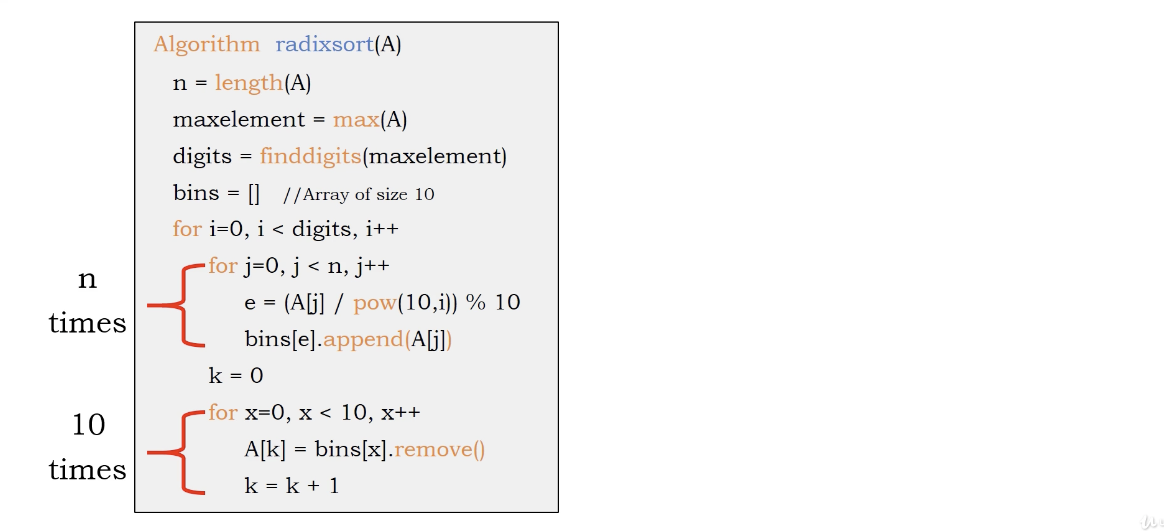 Algorithm radixsort(A)
n = length(A)
maxelement = max(A)
digits = finddigits(maxelement)
bins = [] //Array of size 10
for i=0, i < digits, i++
for j=0, j < n, j++
e = (A[j] / pow(10,i)) % 10
bins[e].append(A[j])
k = 0
for x=0, x < 10, x++
A[k] = bins[x].remove()
k = k + 1
n
times
10
times